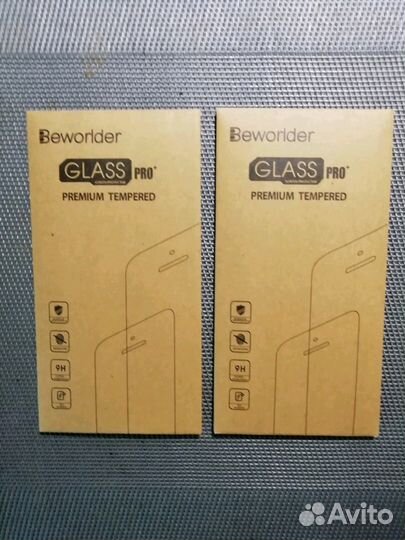 Beworlder
GLASS PRO+
PREMIUM TEMPERED
9H
Beworlder
GLASS PRO+
PREMIUM TEMPERED
9H
Avito